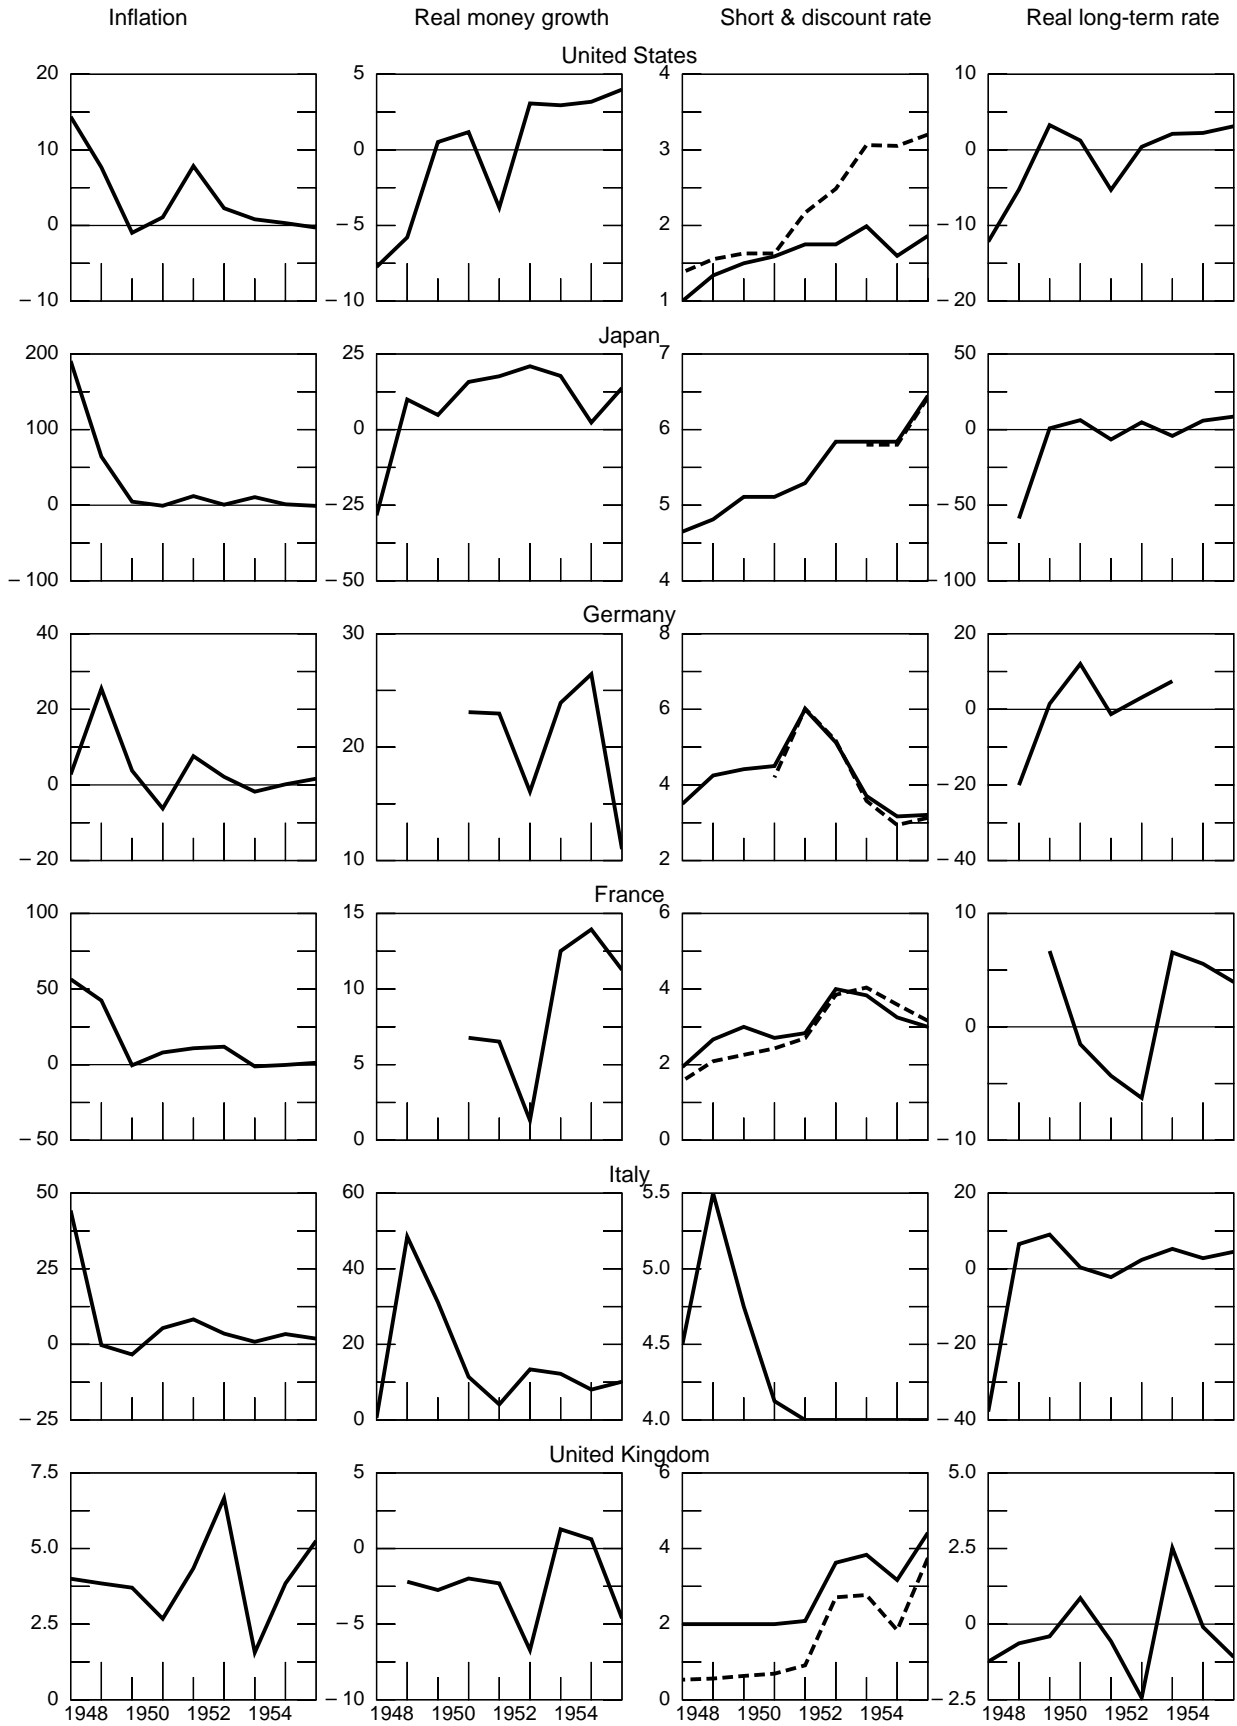 Inflation Real money growth Short & discount rate Real long-term rate
United States
20 5 4 10
10 0 3 0
0 – 5 2 – 10
– 10 – 10 1 – 20
Japan
200 25 7 50
100 0 6 0
0 – 25 5 – 50
– 100 – 50 4 – 100
Germany
40 30 8 20
20 20 6 0
0 4 – 20
– 20 10 2 – 40
France
100 15 6 10
50 10 4 0
0 5 2
– 50 0 0 – 10
Italy
50 60 5.5 20
25 40 5.0 0
0 20 4.5 – 20
– 25 0 4.0 – 40
United Kingdom
7.5 5 6 5.0
5.0 0 4 2.5
2.5 – 5 2 0
0 – 10 0 – 2.5
1948 1950 1952 1954 1948 1950 1952 1954 1948 1950 1952 1954 1948 1950 1952 1954